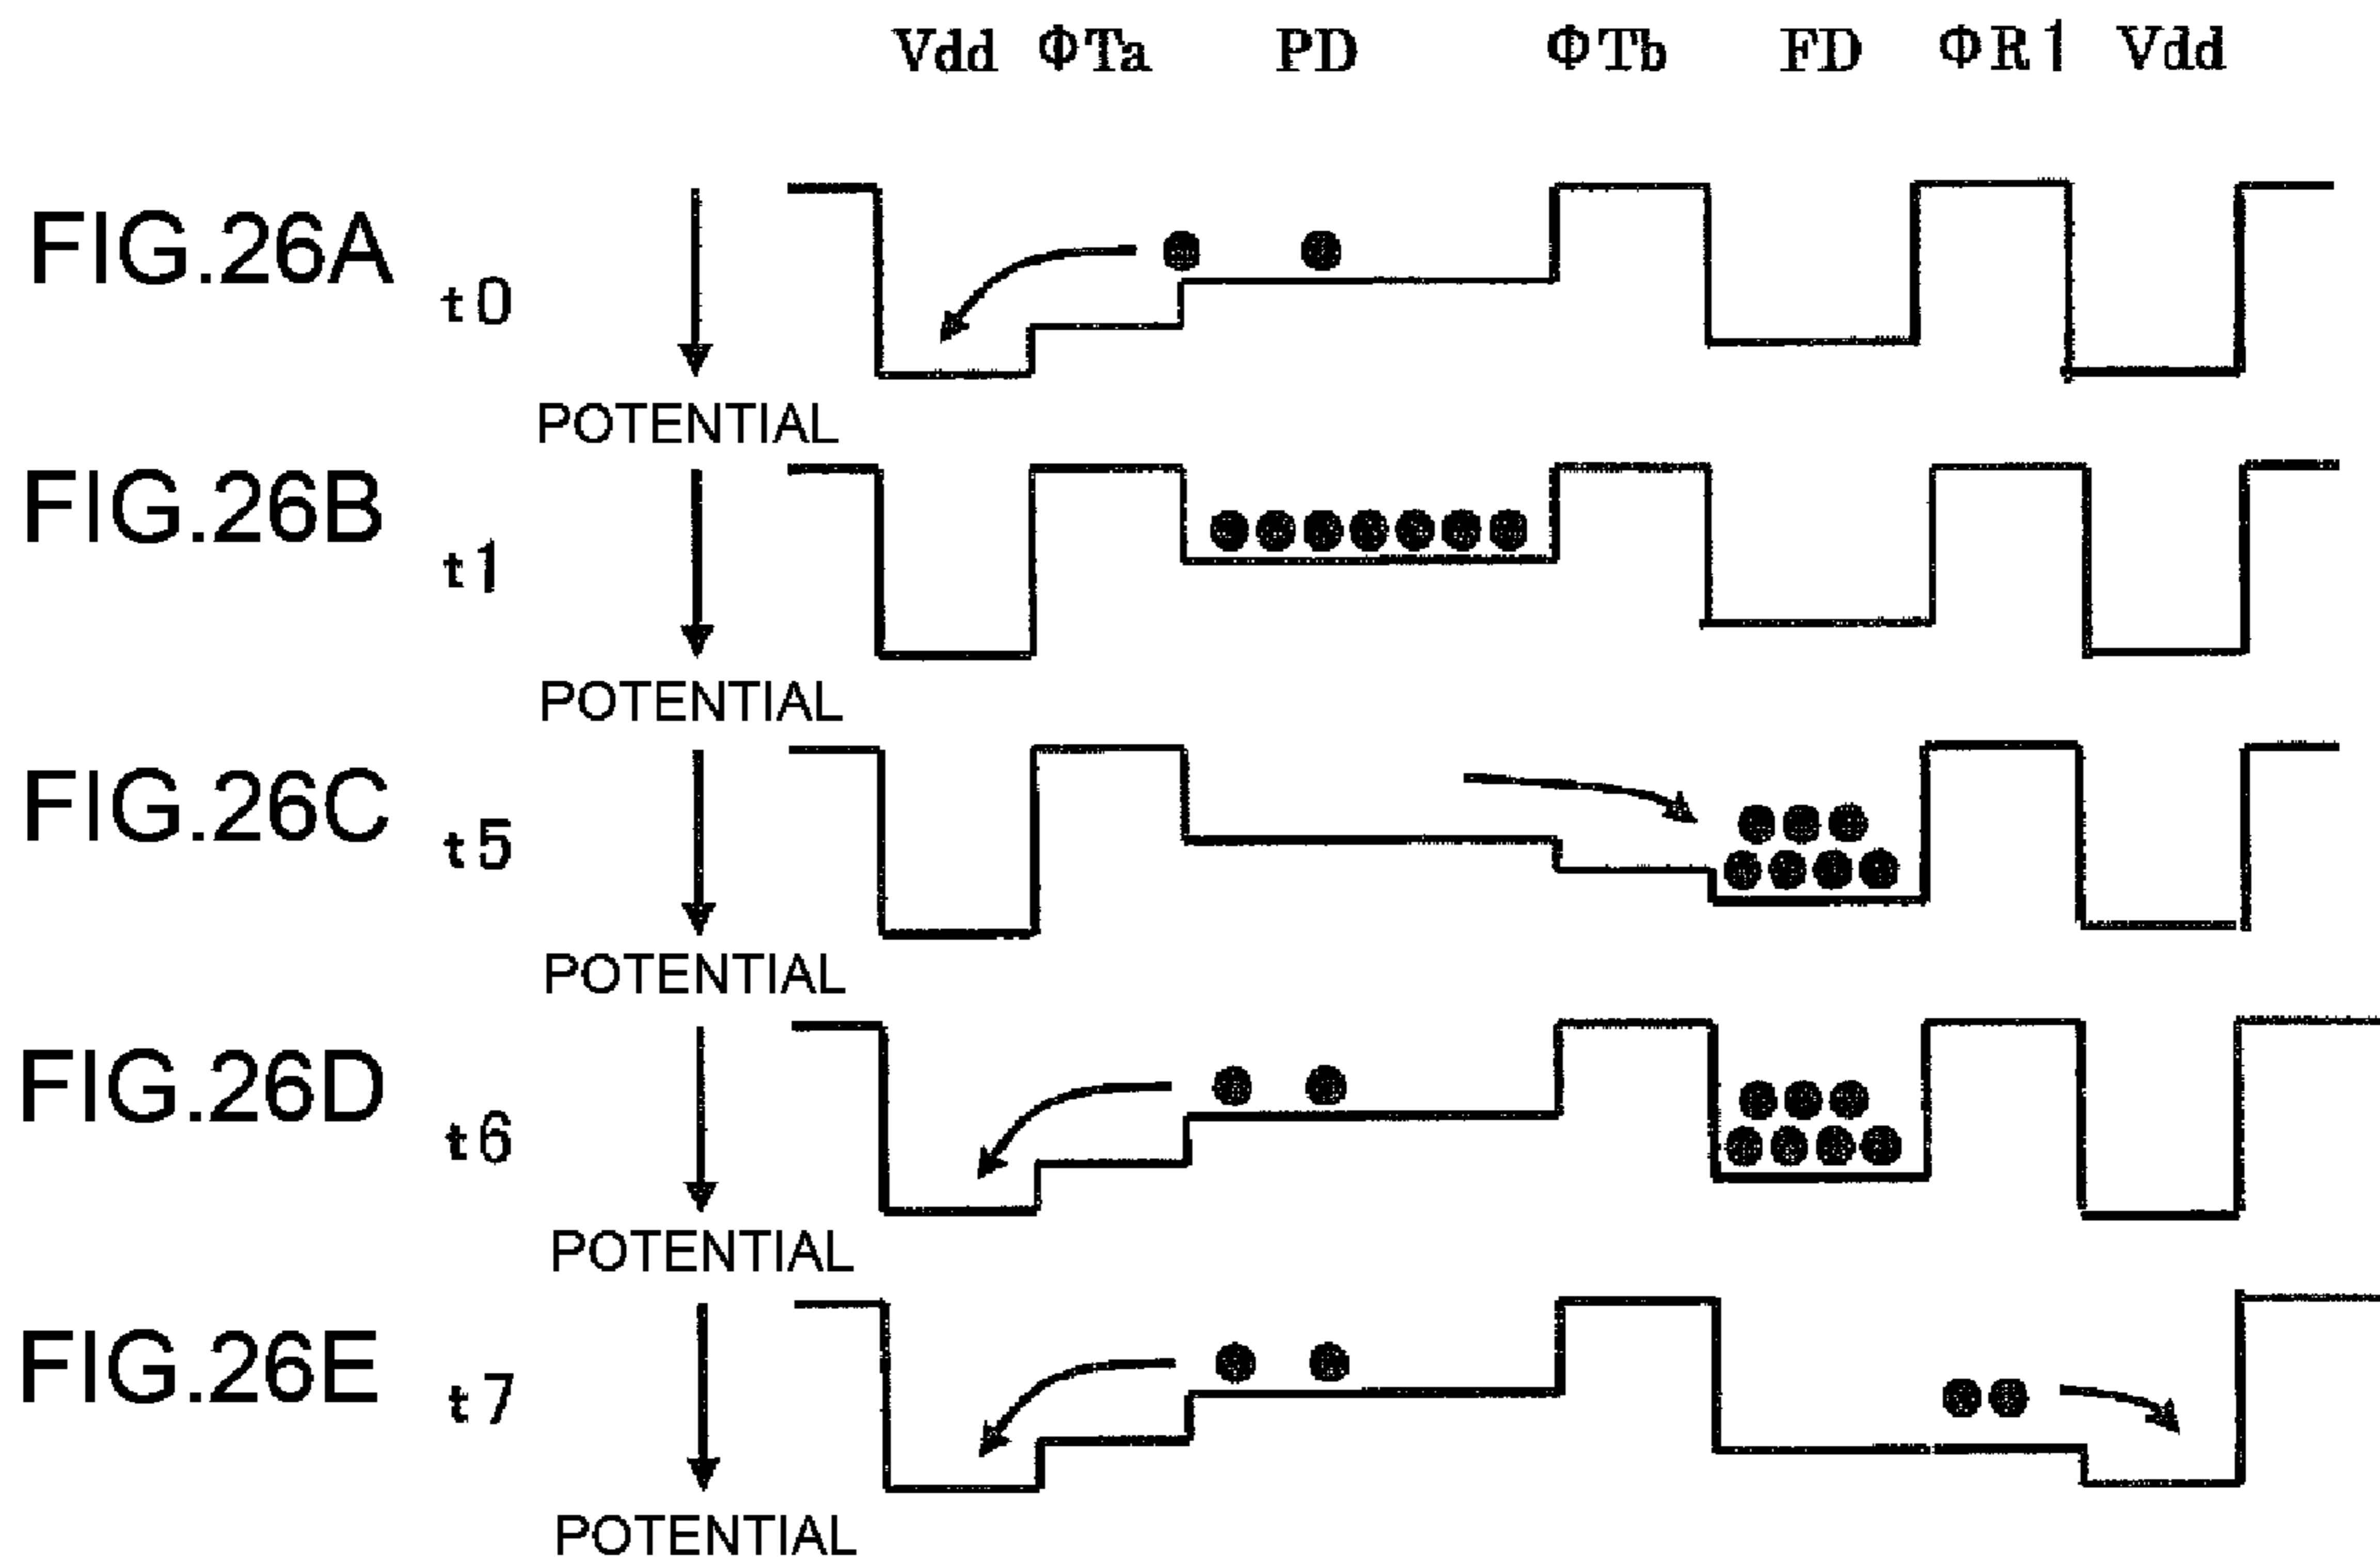 Vdd ΦTa PD ΦTb FD ΦR1 Vdd
FIG.26A t0
POTENTIAL
FIG.26B t1
POTENTIAL
FIG.26C t5
POTENTIAL
FIG.26D t6
POTENTIAL
FIG.26E t7
POTENTIAL